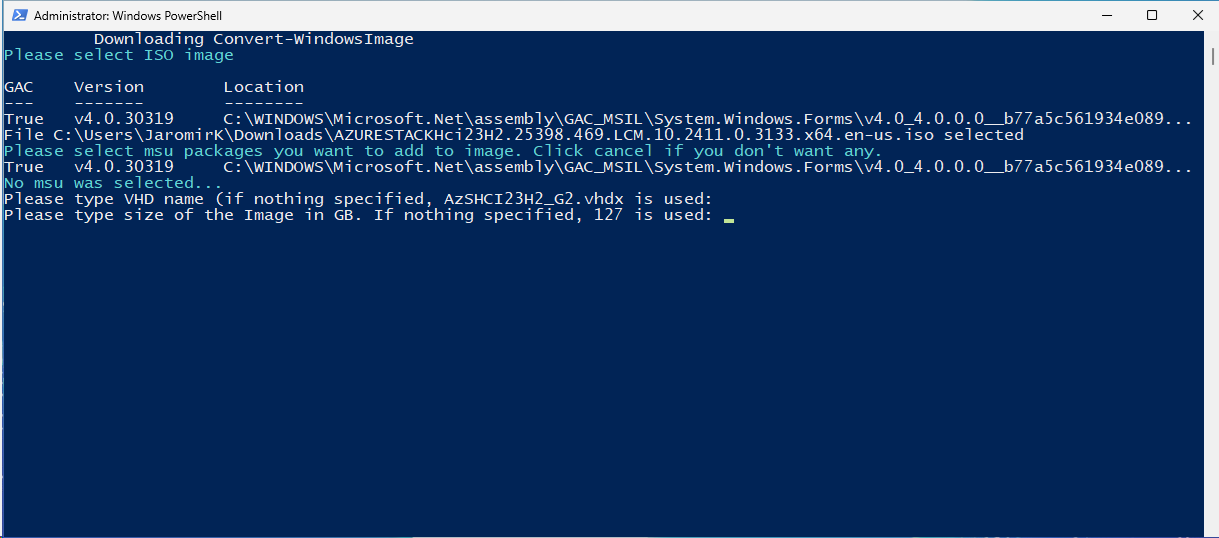 Administrator: Windows PowerShell
Downloading Convert-WindowsImage
Please select ISO image
GAC    Version        Location
---    -------        --------
True   v4.0.30319     C:\WINDOWS\Microsoft.Net\assembly\GAC_MSIL\System.Windows.Forms\v4.0_4.0.0.0__b77a5c561934e089...
File C:\Users\JaromirK\Downloads\AZURESTACKHci23H2.25398.469.LCM.10.2411.0.3133.x64.en-us.iso selected
Please select msu packages you want to add to image. Click cancel if you don't want any.
True   v4.0.30319     C:\WINDOWS\Microsoft.Net\assembly\GAC_MSIL\System.Windows.Forms\v4.0_4.0.0.0__b77a5c561934e089...
No msu was selected...
Please type VHD name (if nothing specified, AzSHCI23H2_G2.vhdx is used:
Please type size of the Image in GB. If nothing specified, 127 is used: